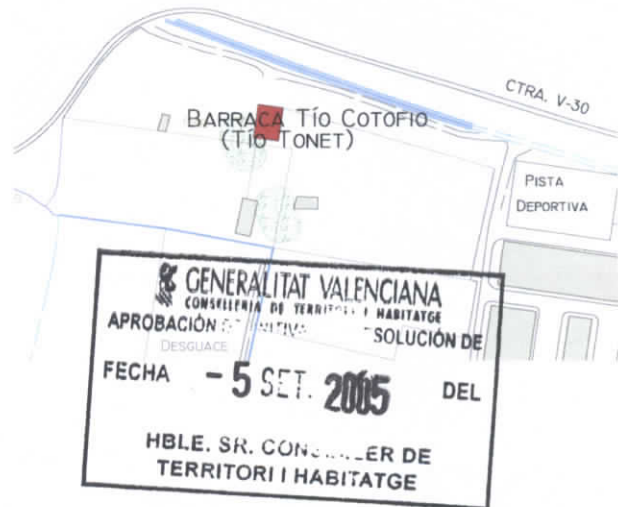 CTRA. V-30
BARRACA TÍO COTOFIO
(TÍO TONET)
PISTA
DEPORTIVA
GENERALITAT VALENCIANA
CONSELLERIA DE TERRITORI I HABITATGE
APROBACIÓN SOLUCIÓN DE
DESGUACE
FECHA - 5 SET. 2005 DEL
HBLE. SR. ER DE
TERRITORI I HABITATGE